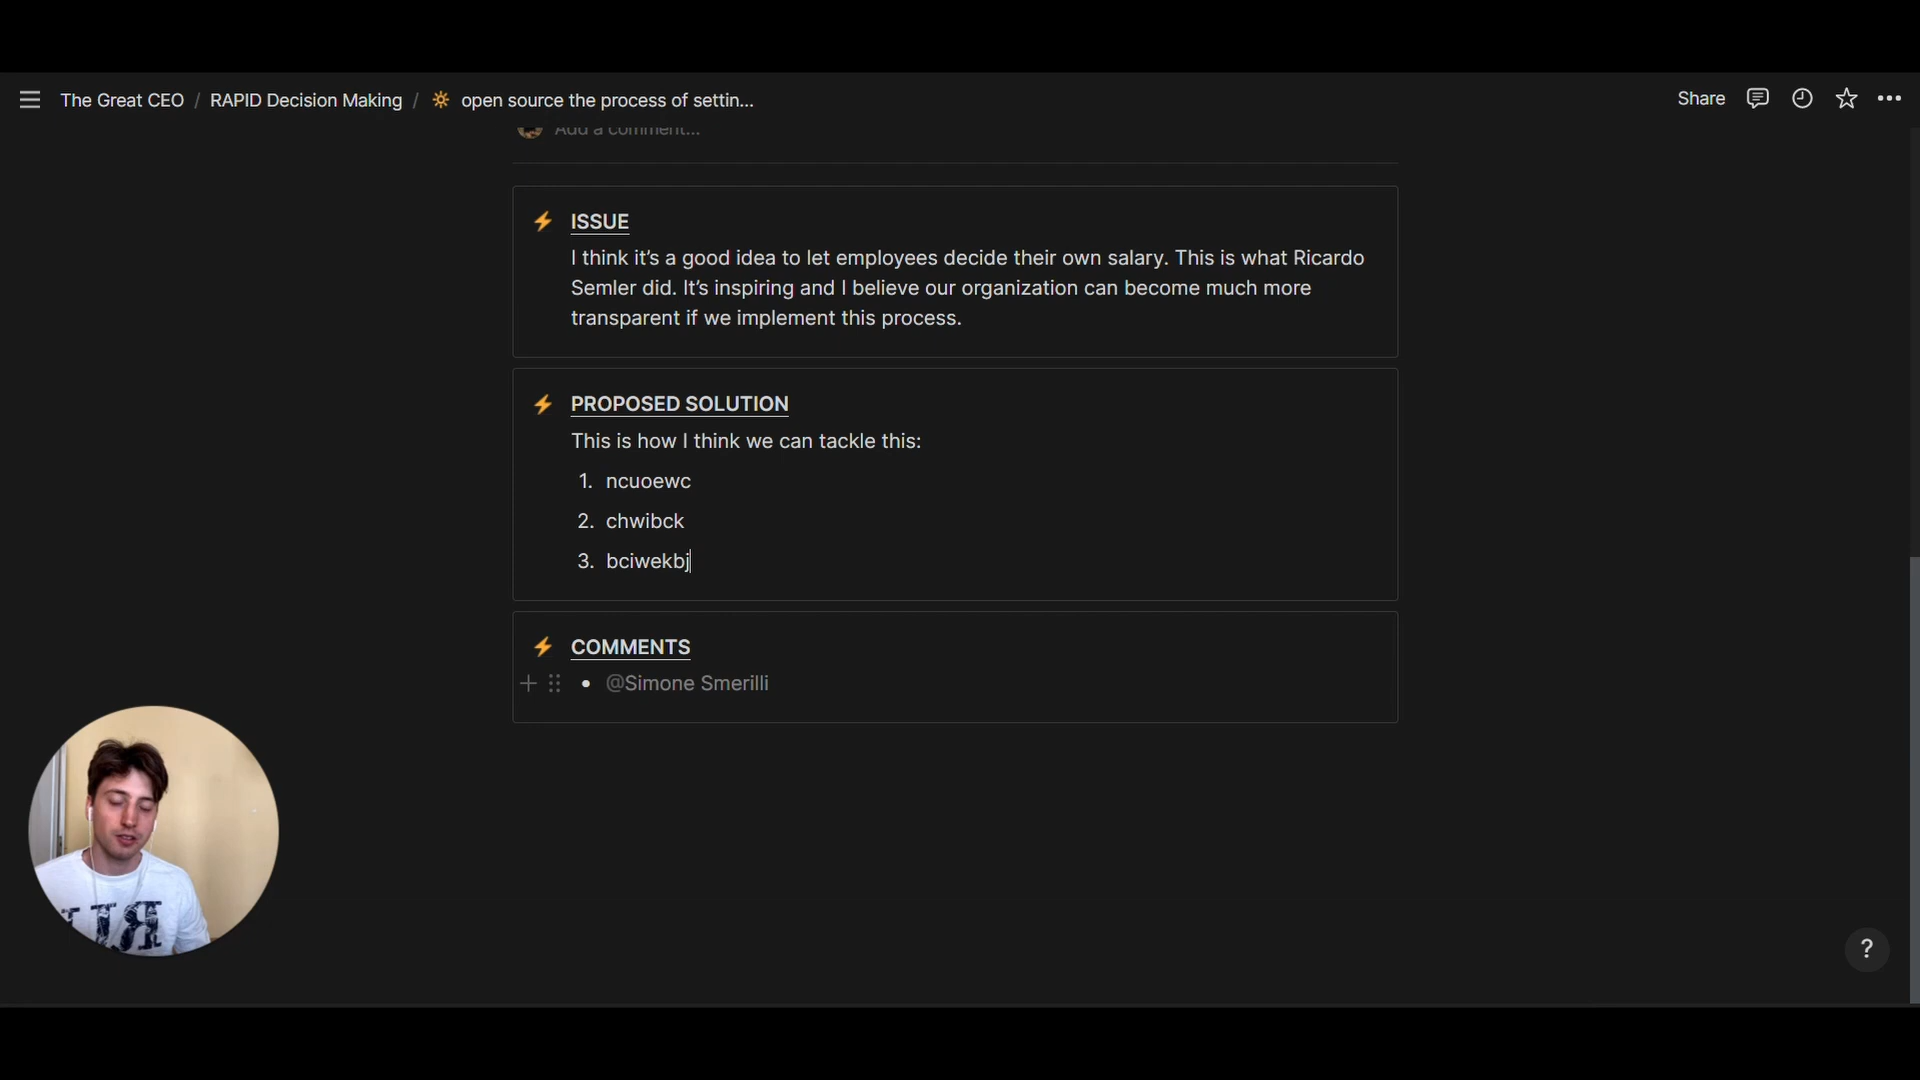 The Great CEO / RAPID Decision Making / open source the process of settin...
Share
Add a comment...
ISSUE
I think it's a good idea to let employees decide their own salary. This is what Ricardo
Semler did. It's inspiring and I believe our organization can become much more
transparent if we implement this process.
PROPOSED SOLUTION
This is how I think we can tackle this:
1. ncuoewc
2. chwibck
3. bciwekbj
COMMENTS
• @Simone Smerilli
?